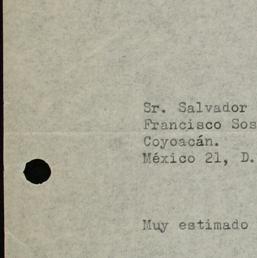 Sr. Salvador
Francisco Sos
Coyoacán.
México 21, D.
Muy estimado